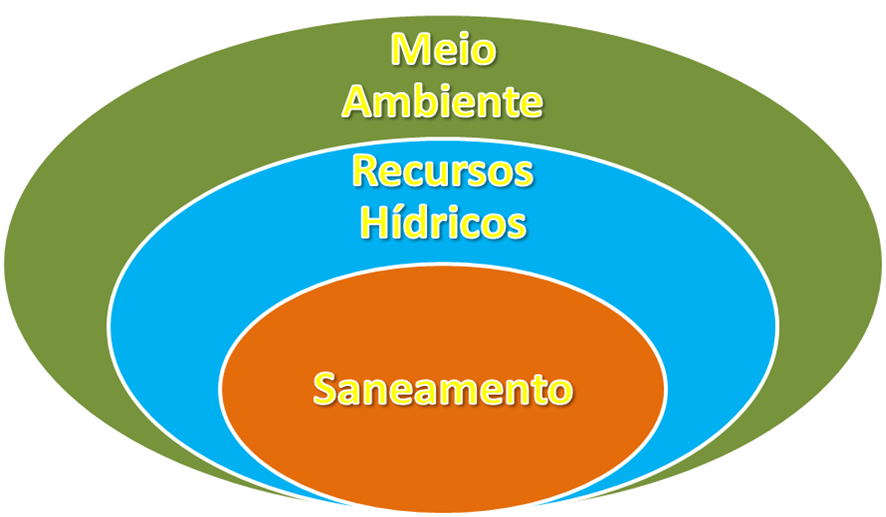 Meio
Ambiente
Recursos
Hídricos
Saneamento